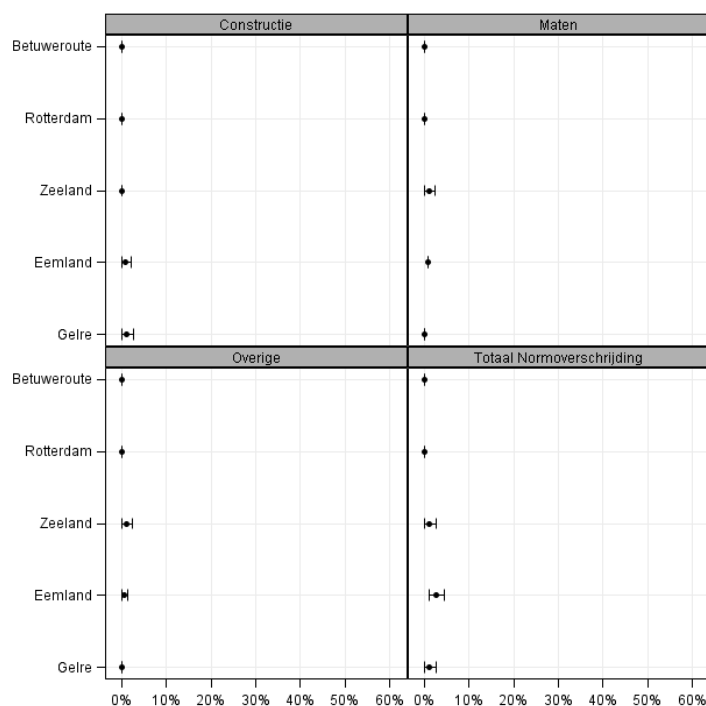 Constructie Maten
Betuweroute
Rotterdam
Zeeland
Eemland
Gelre
Overige Totaal Normoverschrijding
Betuweroute
Rotterdam
Zeeland
Eemland
Gelre
0% 10% 20% 30% 40% 50% 60% 0% 10% 20% 30% 40% 50% 60%